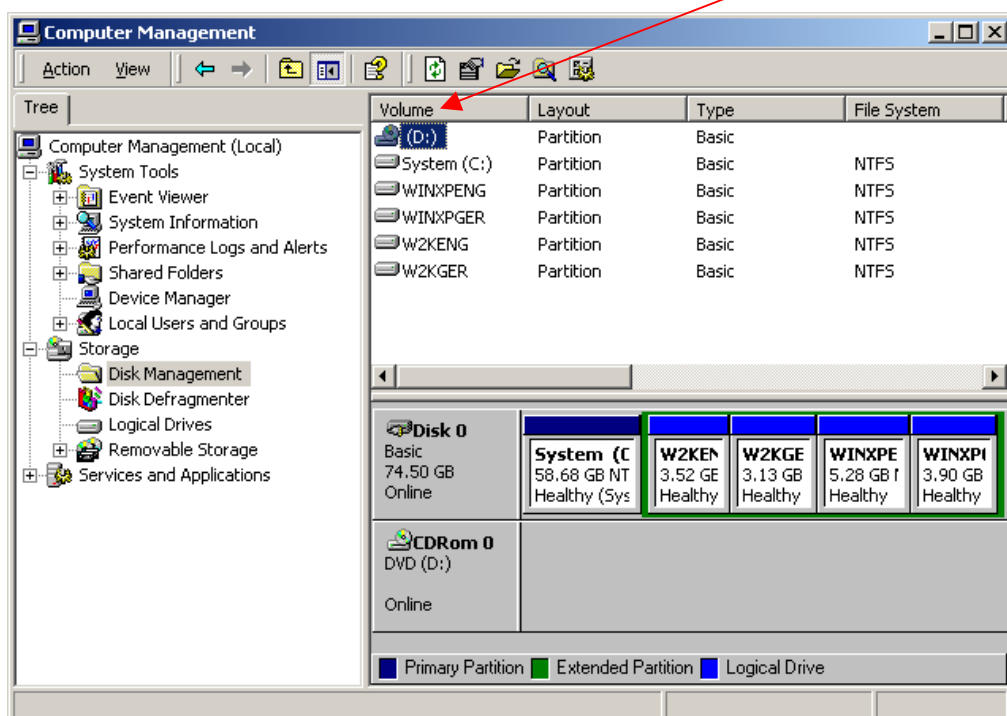 Computer Management
Action View
Tree
Computer Management (Local)
System Tools
Event Viewer
System Information
Performance Logs and Alerts
Shared Folders
Device Manager
Local Users and Groups
Storage
Disk Management
Disk Defragmenter
Logical Drives
Removable Storage
Services and Applications
Volume Layout Type File System
(D:) Partition Basic
System (C:) Partition Basic NTFS
WINXPENG Partition Basic NTFS
WINXPGER Partition Basic NTFS
W2KENG Partition Basic NTFS
W2KGER Partition Basic NTFS
Disk 0
Basic
74.50 GB
Online
System (C
58.68 GB NT
Healthy (Sys
W2KEN
3.52 GE
Healthy
W2KGE
3.13 GB
Healthy
WINXPE
5.28 GB
Healthy
WINXP
3.90 GB
Healthy
CDRom 0
DVD (D:)
Online
Primary Partition Extended Partition Logical Drive